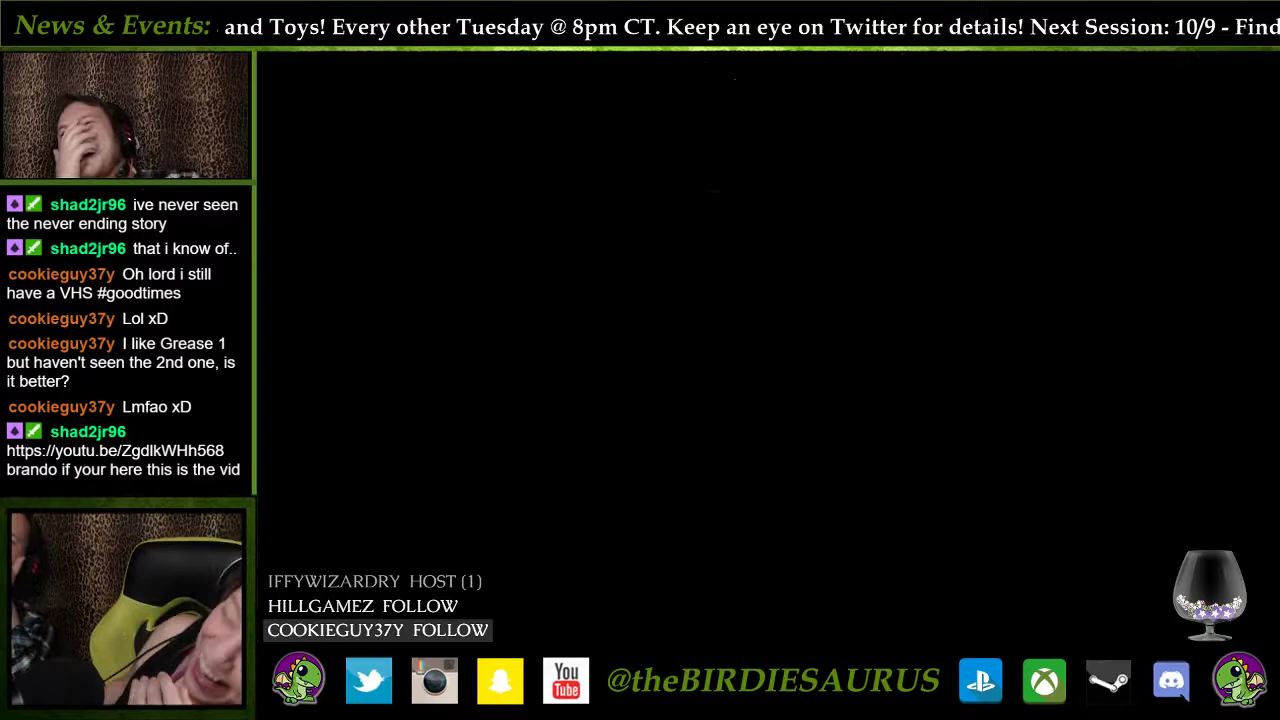 News & Events: and Toys! Every other Tuesday @ 8pm CT. Keep an eye on Twitter for details! Next Session: 10/9 - Find
shad2jr96 ive never seen
the never ending story
shad2jr96 that i know of..
cookieguy37y Oh lord i still
have a VHS #goodtimes
cookieguy37y Lol xD
cookieguy37y I like Grease 1
but haven't seen the 2nd one, is
it better?
cookieguy37y Lmfao xD
shad2jr96
https://youtu.be/ZgdlkWHh568
brando if your here this is the vid
IFFYWIZARDRY HOST (1)
HILLGAMEZ FOLLOW
COOKIEGUY37Y FOLLOW
You
Tube
@theBIRDIESAURUS